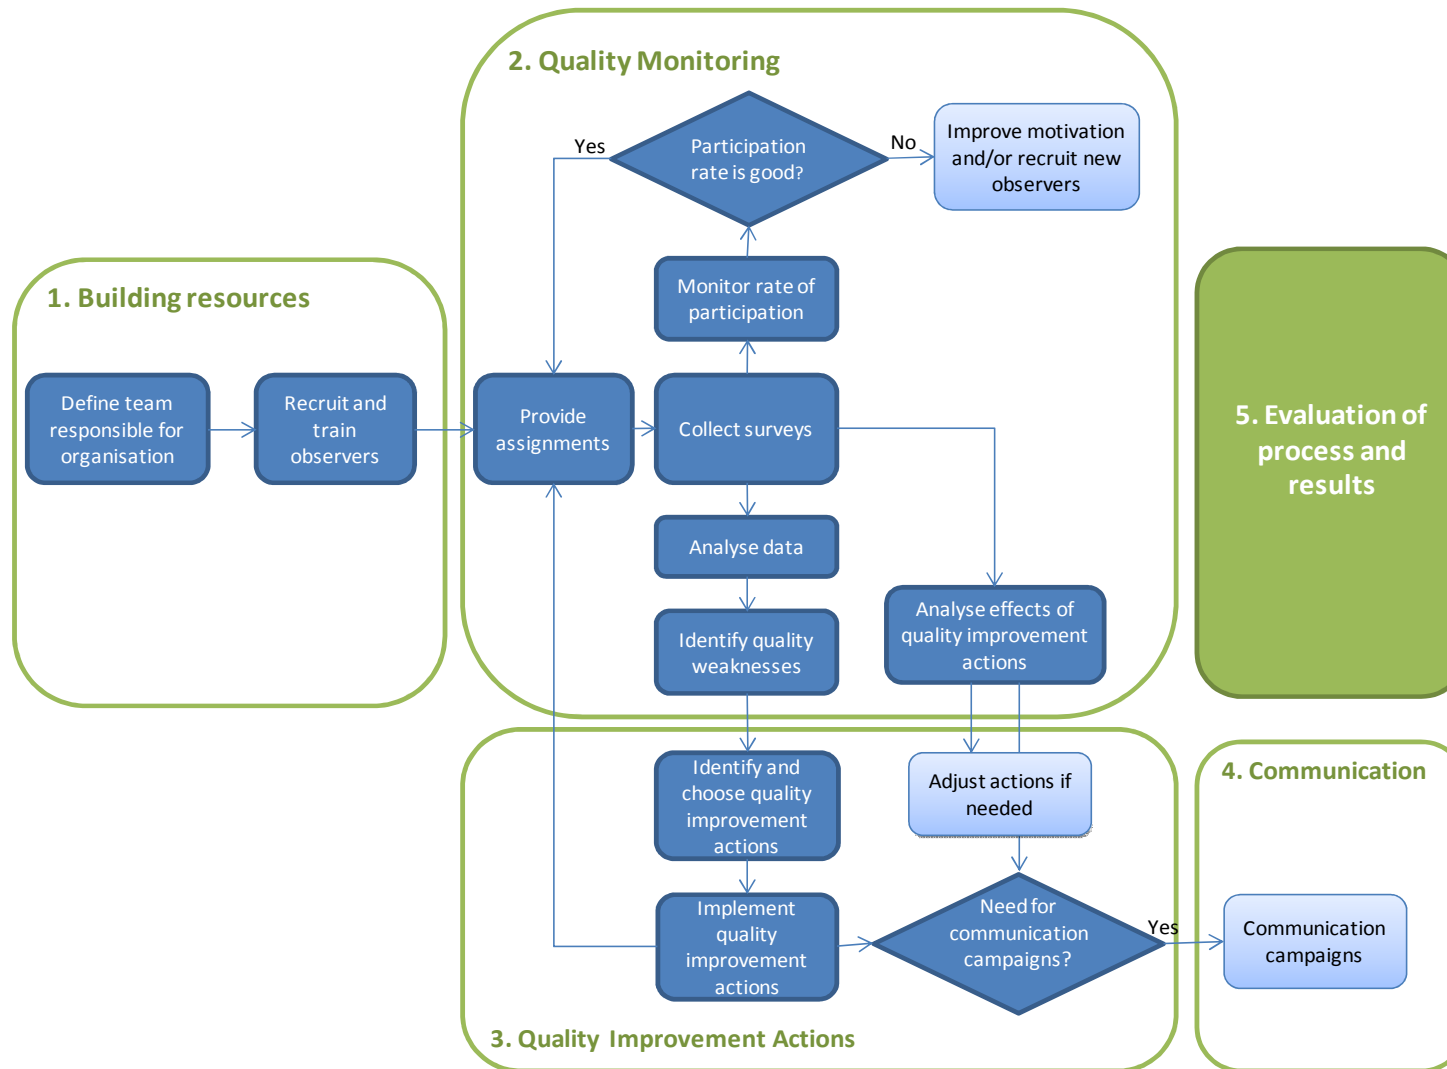 2. Quality Monitoring
Yes
Participation
rate is good?
No
Improve motivation
and/or recruit new
observers
1. Building resources
Monitor rate of
participation
Define team
responsible for
organisation
Recruit and
train
observers
Provide
assignments
Collect surveys
5. Evaluation of
process and
results
Analyse data
Identify quality
weaknesses
Analyse effects of
quality improvement
actions
Identify and
choose quality
improvement
actions
Adjust actions if
needed
4. Communication
Implement
quality
improvement
actions
Need for
communication
campaigns?
Yes
Communication
campaigns
3. Quality Improvement Actions